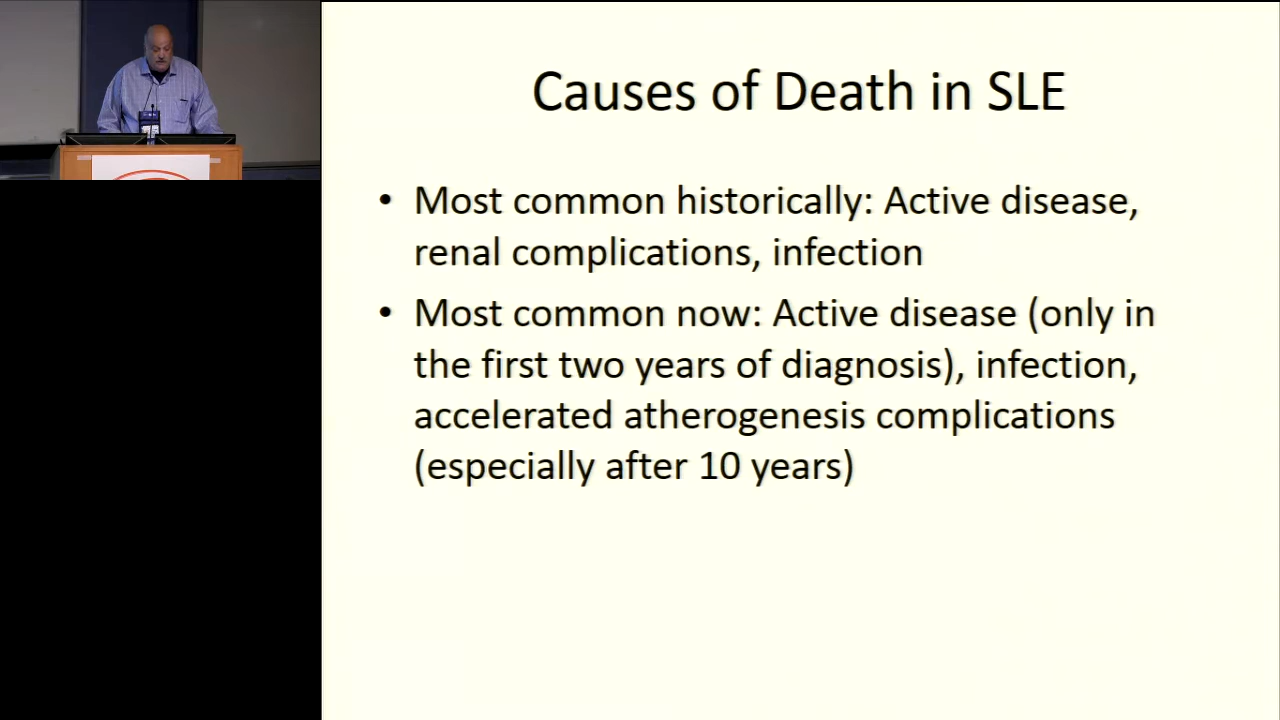 Causes of Death in SLE
• Most common historically: Active disease,
renal complications, infection
• Most common now: Active disease (only in
the first two years of diagnosis), infection,
accelerated atherogenesis complications
(especially after 10 years)